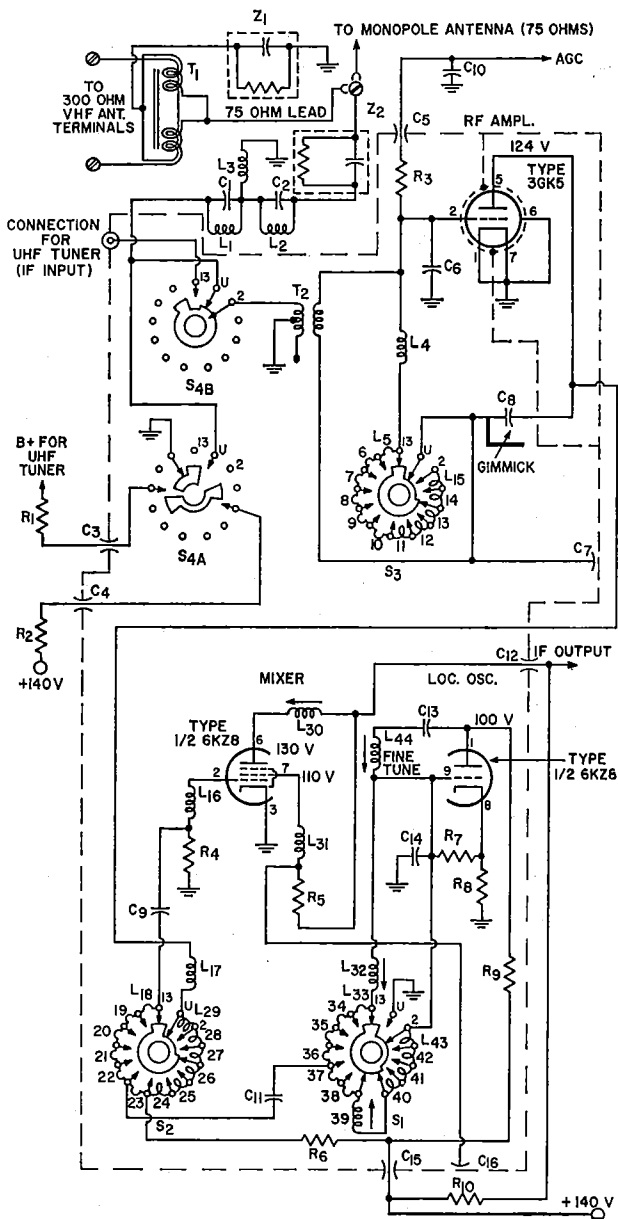 Z1
TO MONOPOLE ANTENNA (75 OHMS)
T1
C10
AGC
TO
300 OHM
VHF ANT.
TERMINALS
75 OHM LEAD
Z2
C5
RF AMPL.
124 V
TYPE
3GK5
5
2
6
1
7
R3
L3
C1
C2
L1
L2
CONNECTION
FOR
UHF TUNER
(IF INPUT)
13
U
2
T2
C6
S4B
L4
C8
GIMMICK
B+ FOR
UHF
TUNER
13
U
2
R1
C3
S4A
L5
13
U
6
7
8
9
10
11
12
13
14
L15
2
S3
C7
C4
R2
+140V
C12
IF OUTPUT
MIXER
LOC. OSC.
L30
C13
100 V
TYPE
1/2 6KZ8
6
130 V
7
110 V
2
3
L44
FINE
TUNE
1
9
8
TYPE
1/2 6KZ8
L16
R4
L31
R5
C14
R7
R8
R9
C9
L17
L32
L18
13
U
L29
2
19
20
21
22
23
24
25
26
27
28
S2
L33
13
U
2
L43
34
35
36
37
38
39
40
41
42
S1
C11
R6
C15
C16
R10
+140 V